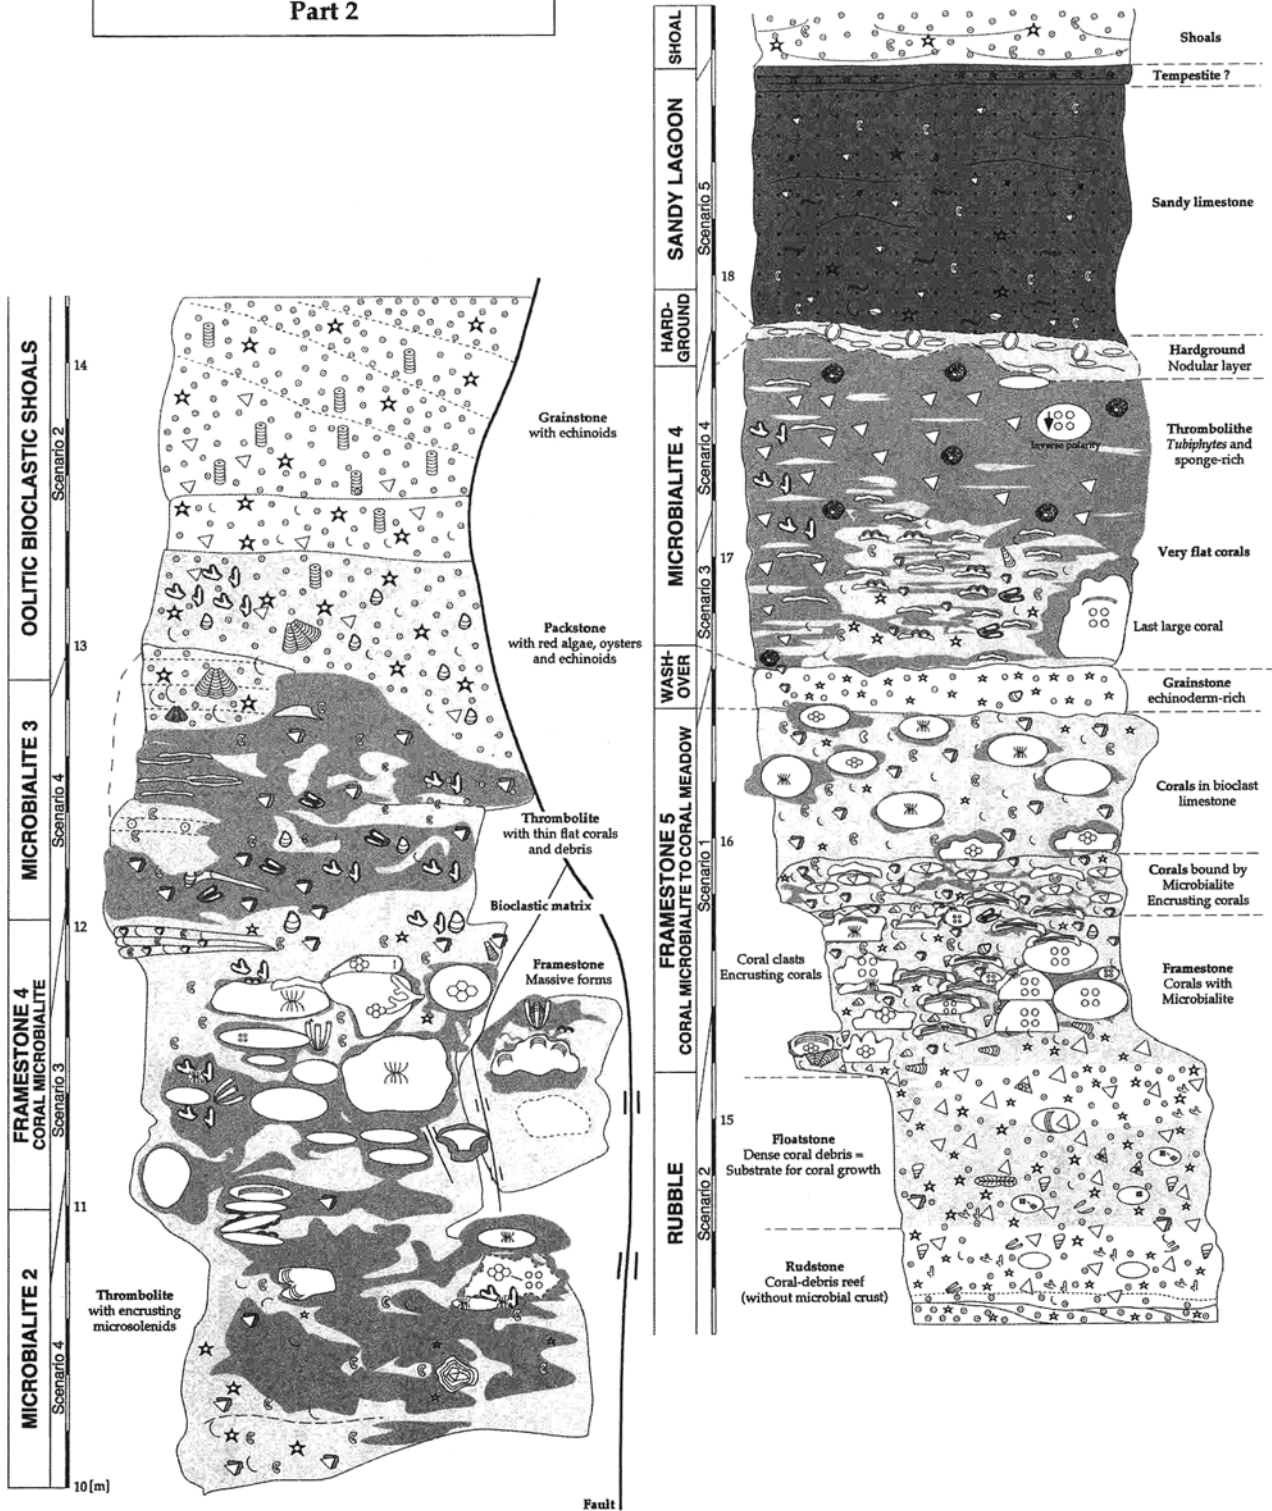 Part 2
OOLITIC BIOCLASTIC SHOALS
Scenario 2
14
Grainstone
with echinoids
13
Packstone
with red algae, oysters
and echinoids
MICROBIALITE 3
Scenario 4
Thrombolite
with thin flat corals
and debris
12
Bioclastic matrix
FRAMESTONE 4
CORAL MICROBIALITE
Scenario 3
Framestone
Massive forms
11
MICROBIALITE 2
Scenario 4
Thrombolite
with encrusting
microsolenids
10 [m]
Fault
SHOAL
Shoals
Tempestite ?
SANDY LAGOON
Scenario 5
Sandy limestone
18
HARD-
GROUND
Hardground
Nodular layer
MICROBIALITE 4
Scenario 4
Thrombolithe
Tubiphytes and
sponge-rich
Inverse polarity
17
Scenario 3
Very flat corals
Last large coral
WASH-
OVER
Grainstone
echinoderm-rich
FRAMESTONE 5
CORAL MICROBIALITE TO CORAL MEADOW
Scenario 1
Corals in bioclast
limestone
16
Corals bound by
Microbialite
Encrusting corals
Coral clasts
Encrusting corals
Framestone
Corals with
Microbialite
15
RUBBLE
Scenario 2
Floatstone
Dense coral debris =
Substrate for coral growth
Rudstone
Coral-debris reef
(without microbial crust)